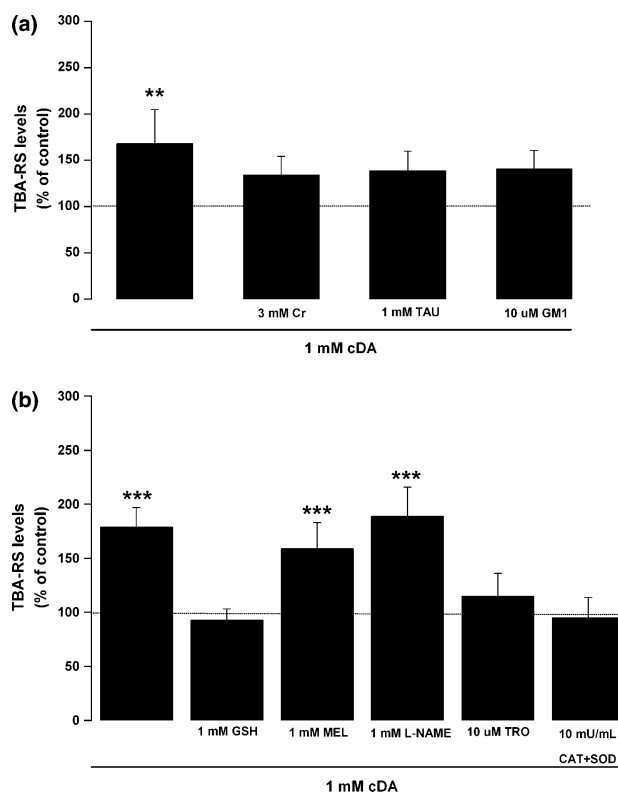 (a)
300
250
200
150
100
50
0
TBA-RS levels
(% of control)
**
3 mM Cr
1 mM TAU
10 uM GM1
1 mM cDA
(b)
300
250
200
150
100
50
0
TBA-RS levels
(% of control)
***
***
***
1 mM GSH
1 mM MEL
1 mM L-NAME
10 uM TRO
10 mU/mL
CAT+SOD
1 mM cDA